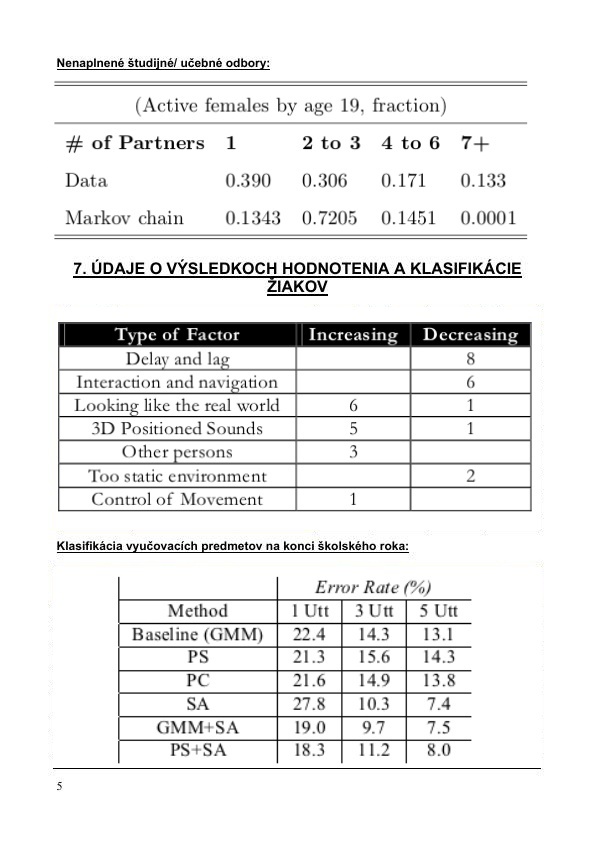 Nenaplnené študijné/ učebné odbory:
(Active females by age 19, fraction)
# of Partners 1 2 to 3 4 to 6 7+
Data 0.390 0.306 0.171 0.133
Markov chain 0.1343 0.7205 0.1451 0.0001
7. ÚDAJE O VÝSLEDKOCH HODNOTENIA A KLASIFIKÁCIE
ŽIAKOV
Type of Factor Increasing Decreasing
Delay and lag 8
Interaction and navigation 6
Looking like the real world 6 1
3D Positioned Sounds 5 1
Other persons 3
Too static environment 2
Control of Movement 1
Klasifikácia vyučovacích predmetov na konci školského roka:
Error Rate (%)
Method 1 Utt 3 Utt 5 Utt
Baseline (GMM) 22.4 14.3 13.1
PS 21.3 15.6 14.3
PC 21.6 14.9 13.8
SA 27.8 10.3 7.4
GMM+SA 19.0 9.7 7.5
PS+SA 18.3 11.2 8.0
5